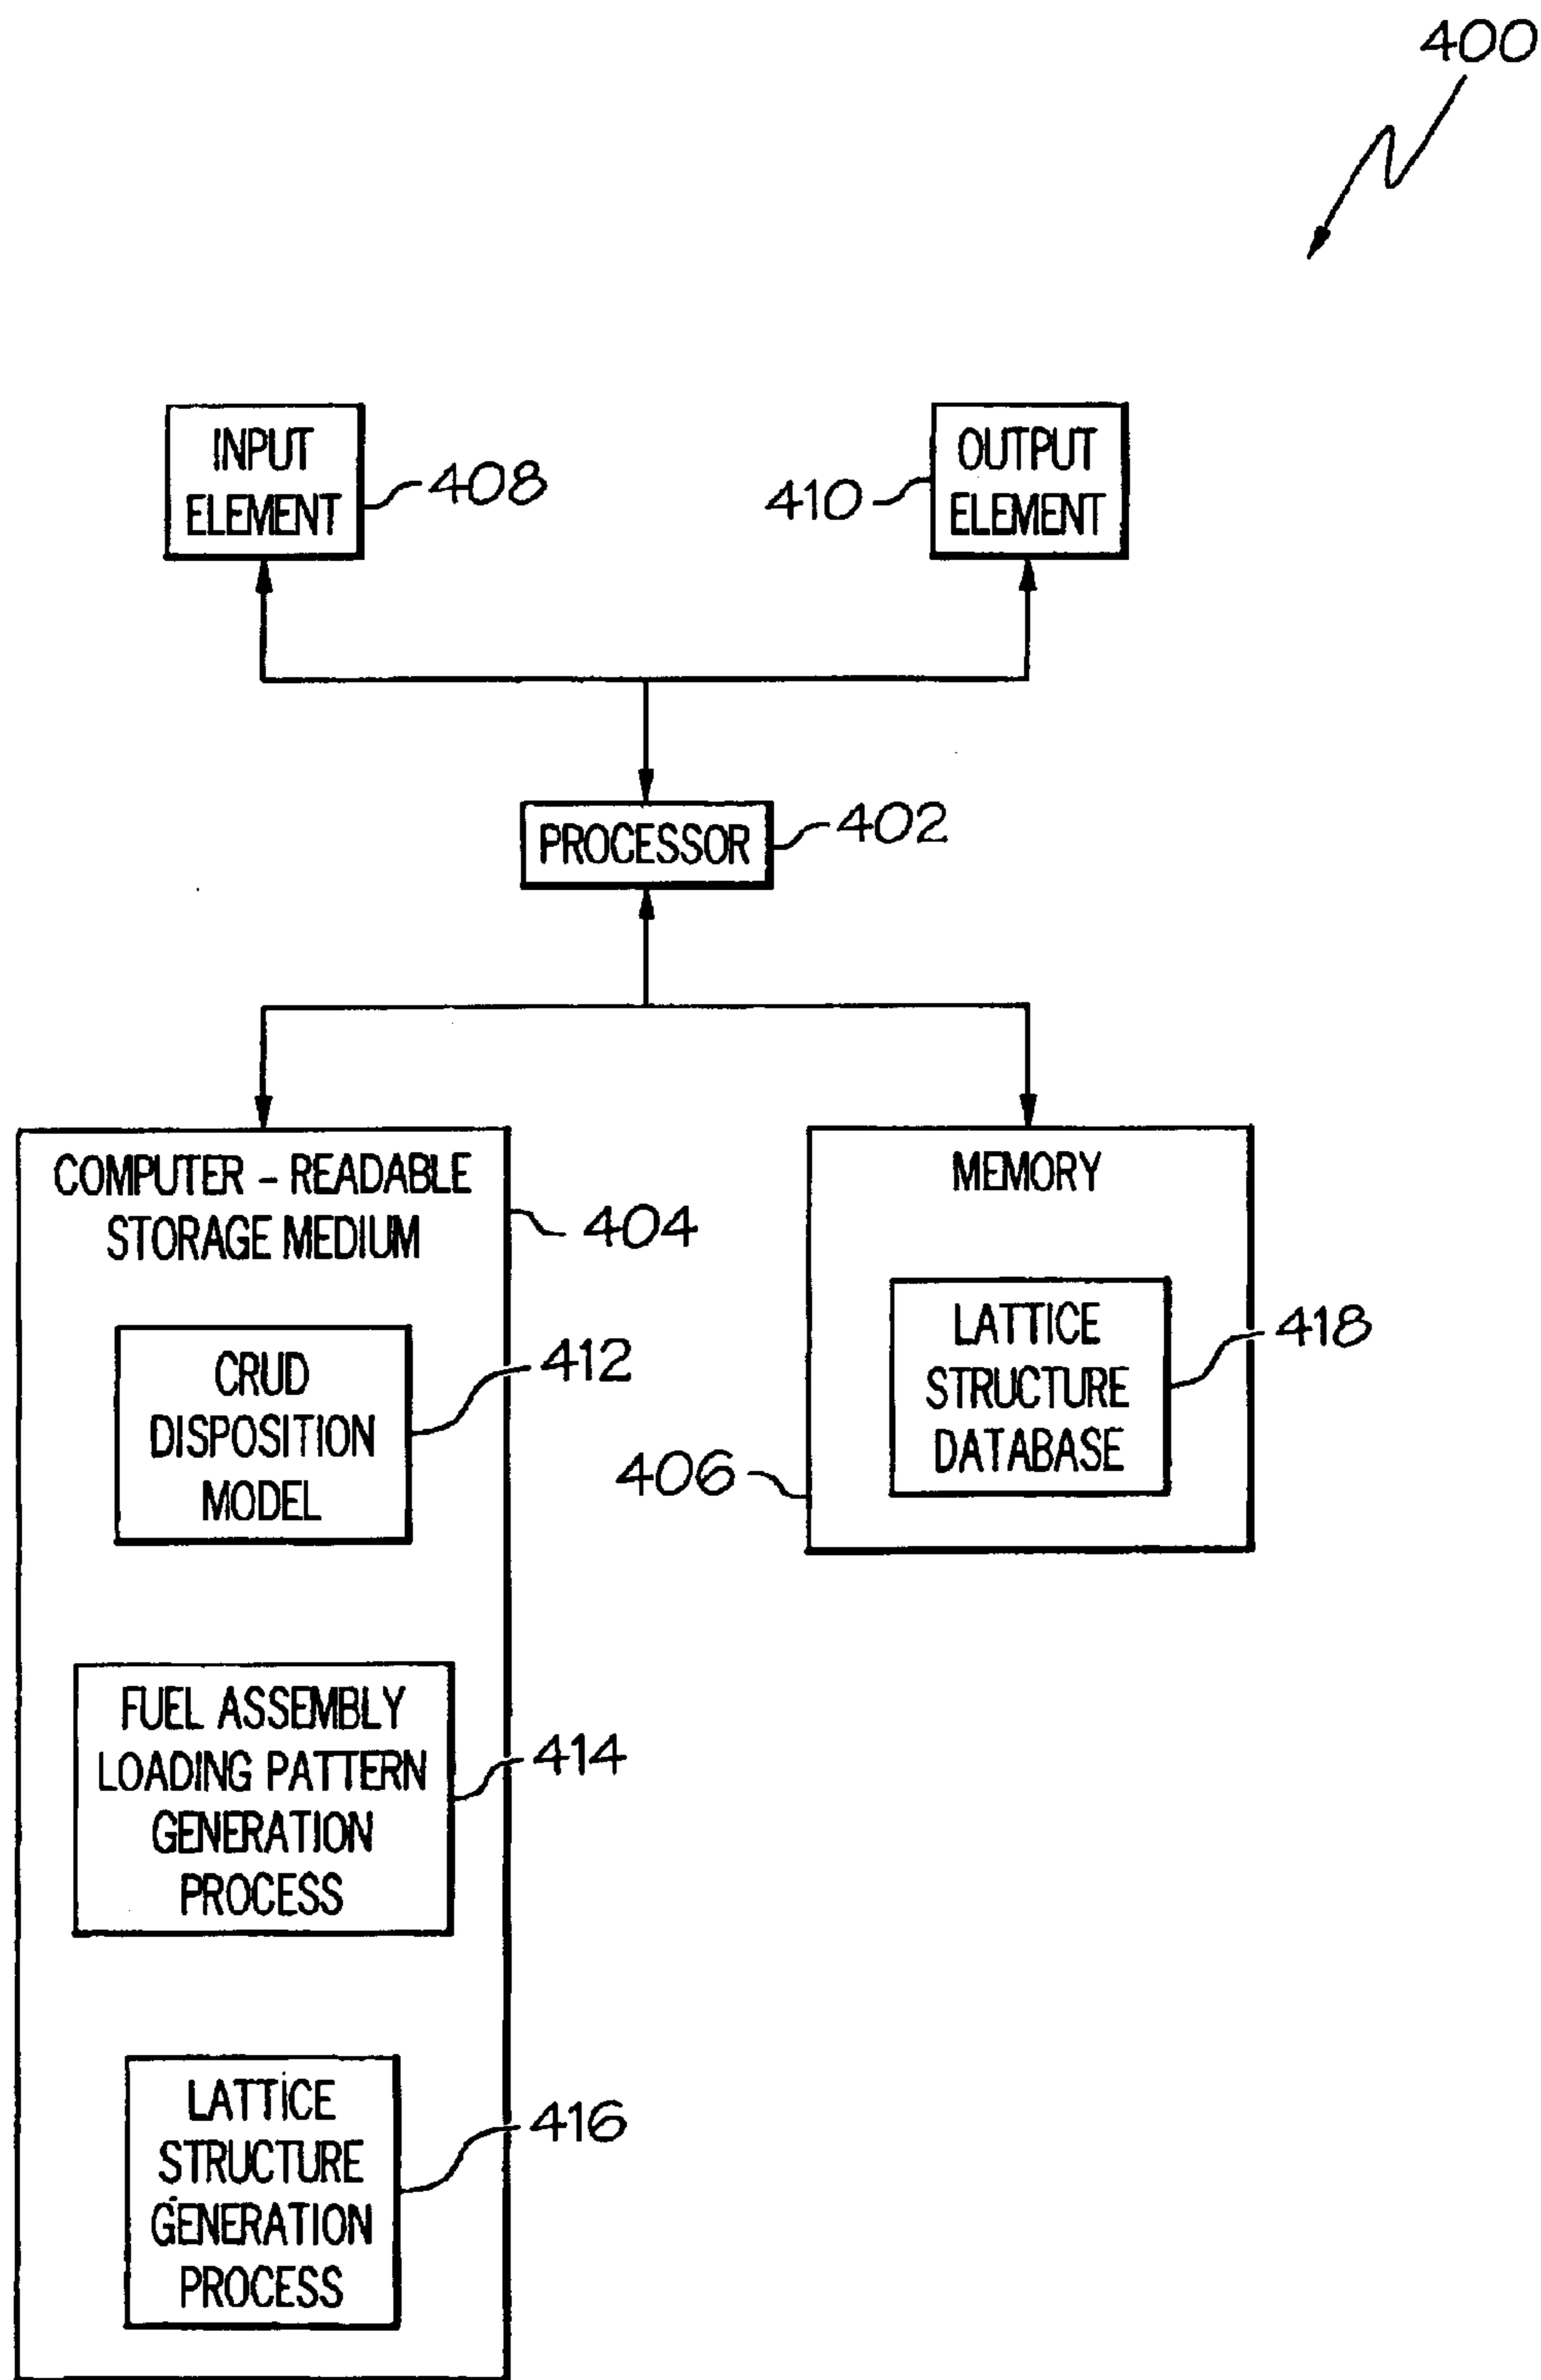 400
INPUT
ELEMENT
408
410
OUTPUT
ELEMENT
PROCESSOR
402
COMPUTER – READABLE
STORAGE MEDIUM
404
CRUD
DISPOSITION
MODEL
412
FUEL ASSEMBLY
LOADING PATTERN
GENERATION
PROCESS
414
LATTICE
STRUCTURE
GENERATION
PROCESS
416
MEMORY
406
LATTICE
STRUCTURE
DATABASE
418